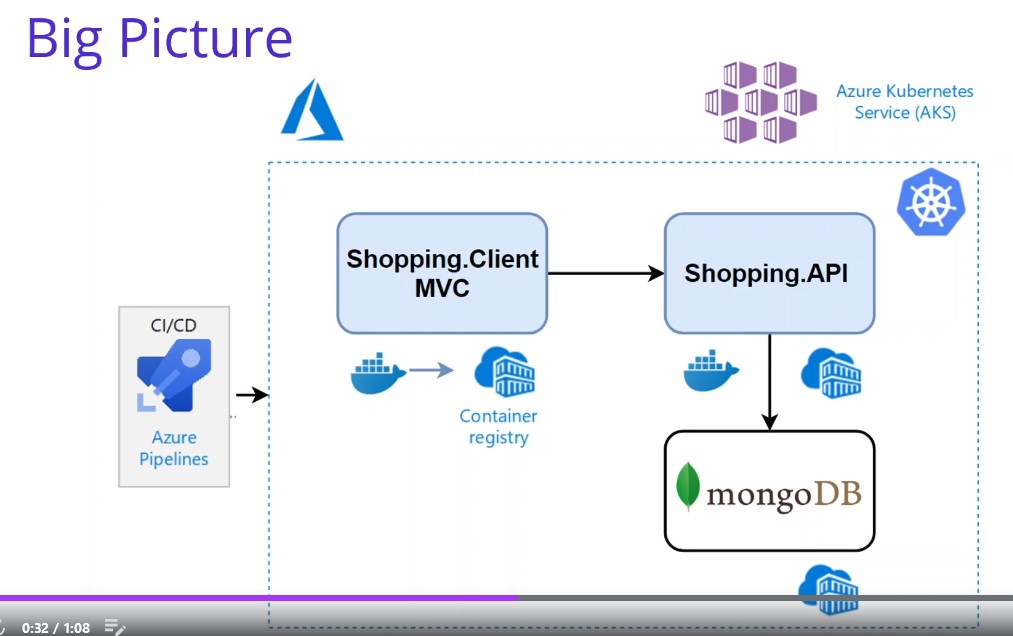 Big Picture
Azure Kubernetes
Service (AKS)
Shopping.Client
MVC
Shopping.API
CI/CD
Azure
Pipelines
Container
registry
mongoDB
0:32 / 1:08